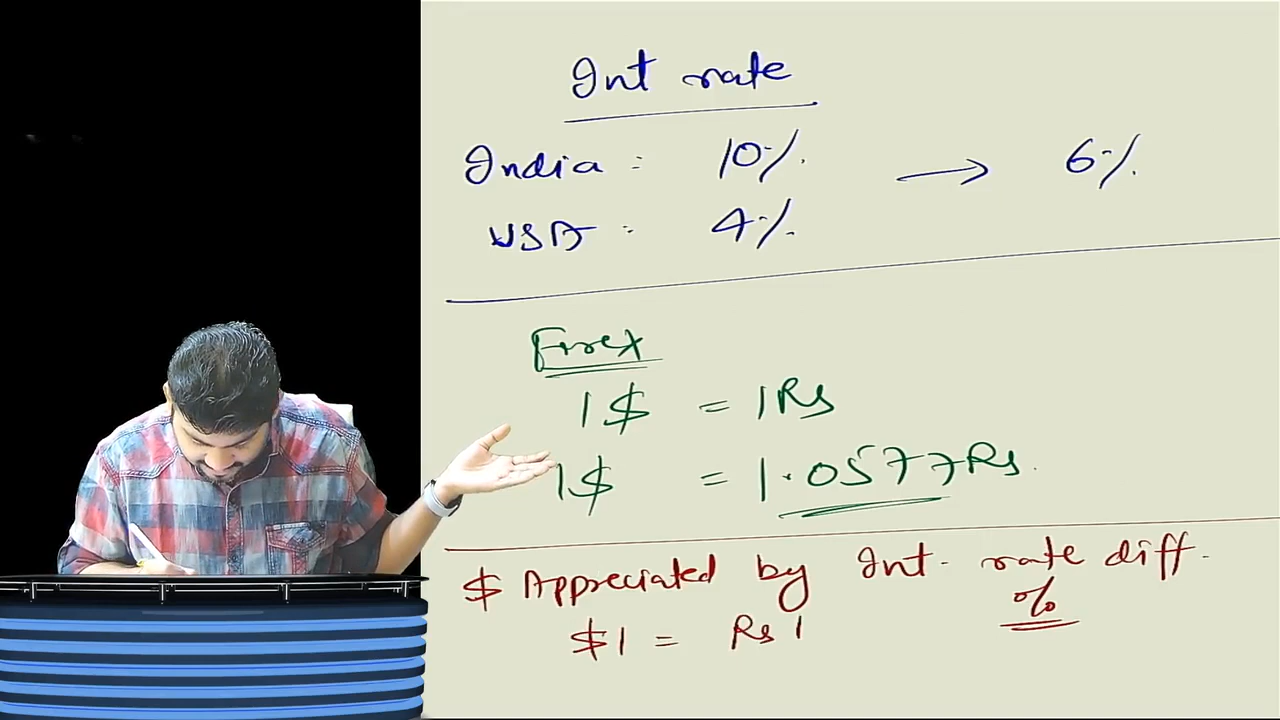 Int rate
India : 10% → 6%
USA : 4%
Forex
1$ = 1Rs
1$ = 1.0577Rs.
$ Appreciated by Int. rate diff.
%
$1 = Rs 1